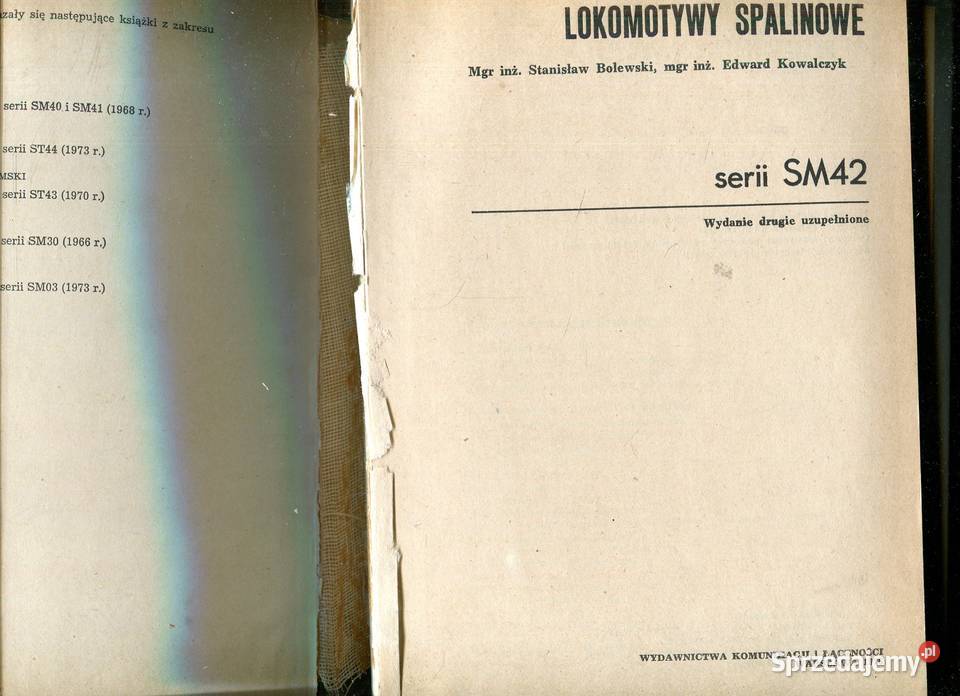 się następujące książki z zakresu
serii SM40 i SM41 (1968 r.)
serii ST44 (1973 r.)
MSKI
serii ST43 (1970 r.)
serii SM30 (1966 r.)
serii SM03 (1973 r.)
LOKOMOTYWY SPALINOWE
Mgr inż. Stanisław Bolewski, mgr inż. Edward Kowalczyk
serii SM42
Wydanie drugie uzupełnione
WYDAWNICTWA KOMUNIKACJI I ŁĄCZNOŚCI
Sprzedajemy.pl